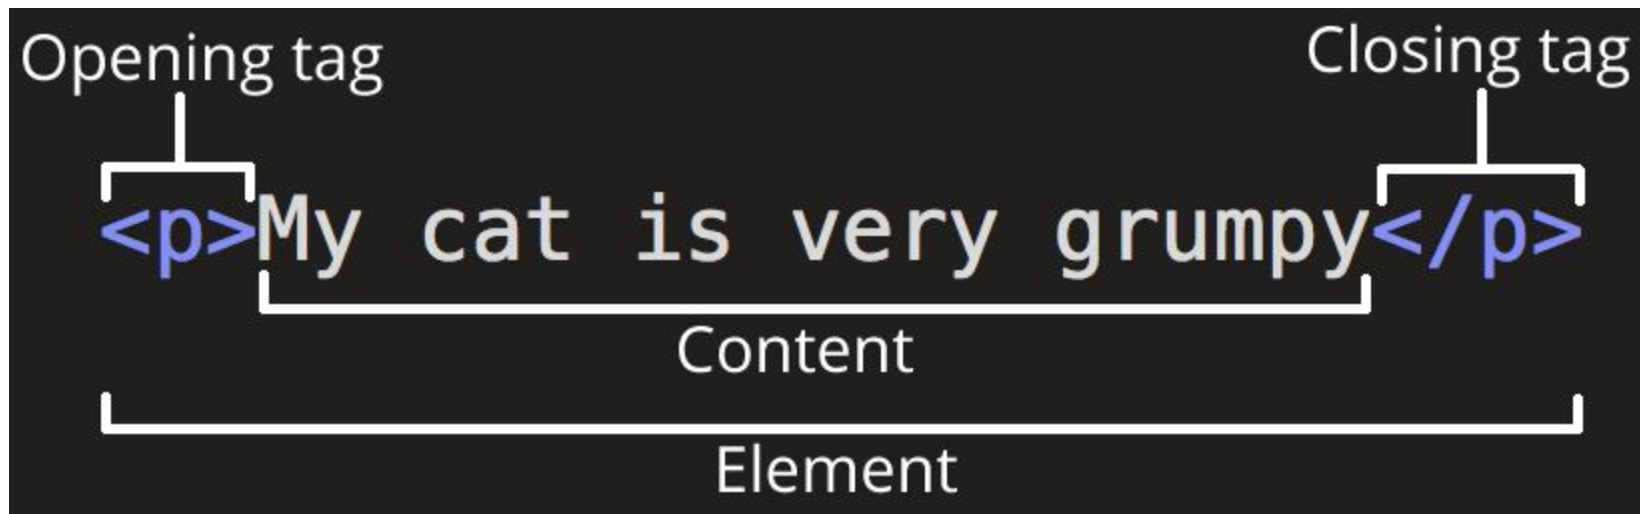 Opening tag
Closing tag
<p>My cat is very grumpy</p>
Content
Element